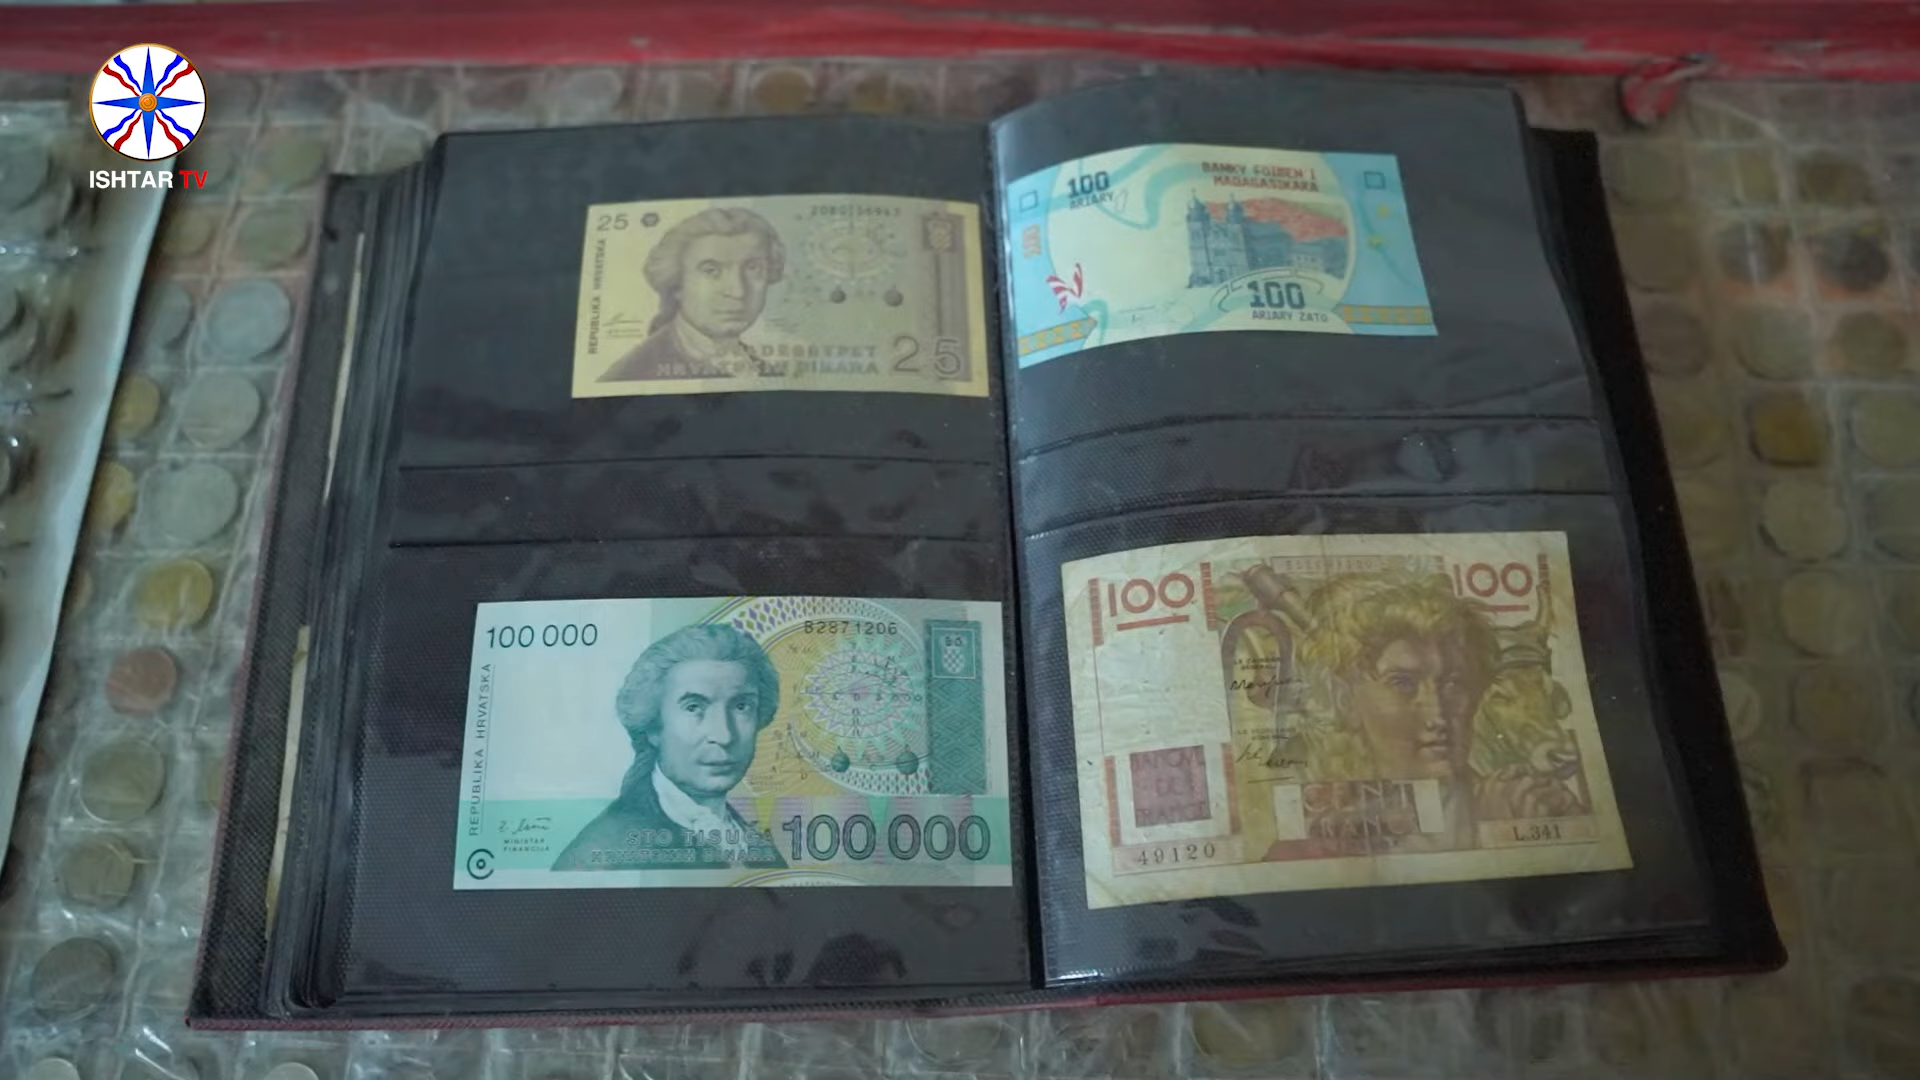 ISHTAR TV
25
REPUBLIKA HRVATSKA
HRVATSKIH DINARA
25
100
ARIARY
BANKY FOIBEN'I
MADAGASIKARA
100
ARIARY ZATO
100 000
B2871206
REPUBLIKA HRVATSKA
MINISTAR
FINANCIJA
STO TISUĆA
HRVATSKIH DINARA
100 000
100
100
BANQUE
DE
FRANCE
CENT
FRANCS
49120
L.341